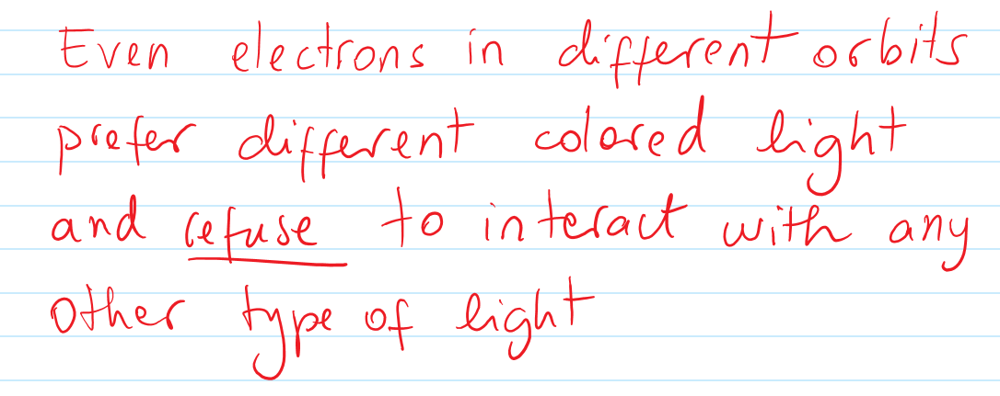 Even electrons in different orbits
prefer different colored light
and refuse to interact with any
other type of light